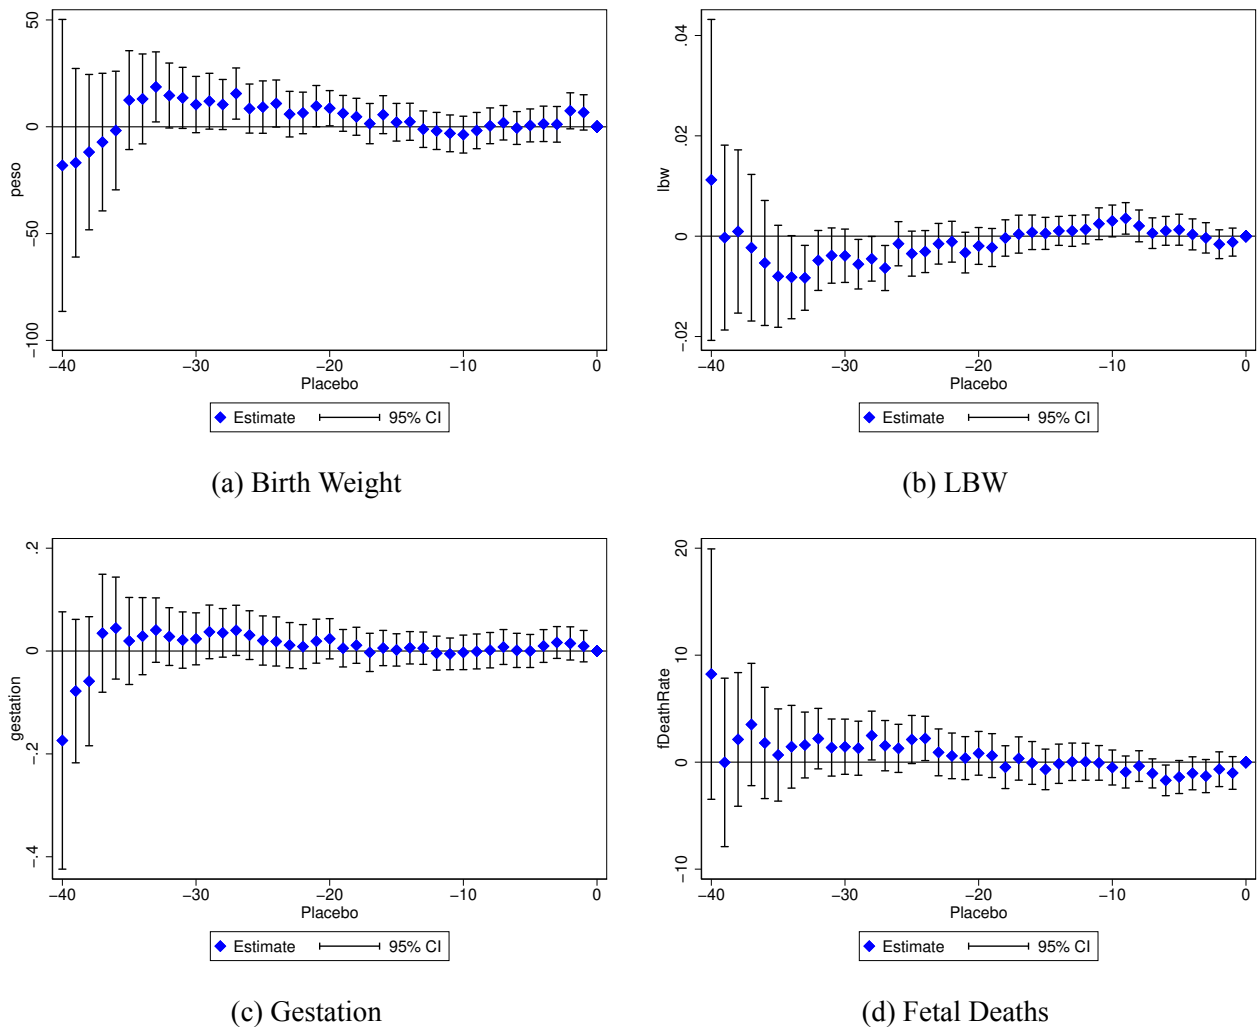 50
0
−50
−100
peso
−40
−30
−20
−10
0
Placebo
Estimate
95% CI
(a) Birth Weight
.04
.02
0
−.02
lbw
−40
−30
−20
−10
0
Placebo
Estimate
95% CI
(b) LBW
.2
0
−.2
−.4
gestation
−40
−30
−20
−10
0
Placebo
Estimate
95% CI
(c) Gestation
20
10
0
−10
fDeathRate
−40
−30
−20
−10
0
Placebo
Estimate
95% CI
(d) Fetal Deaths